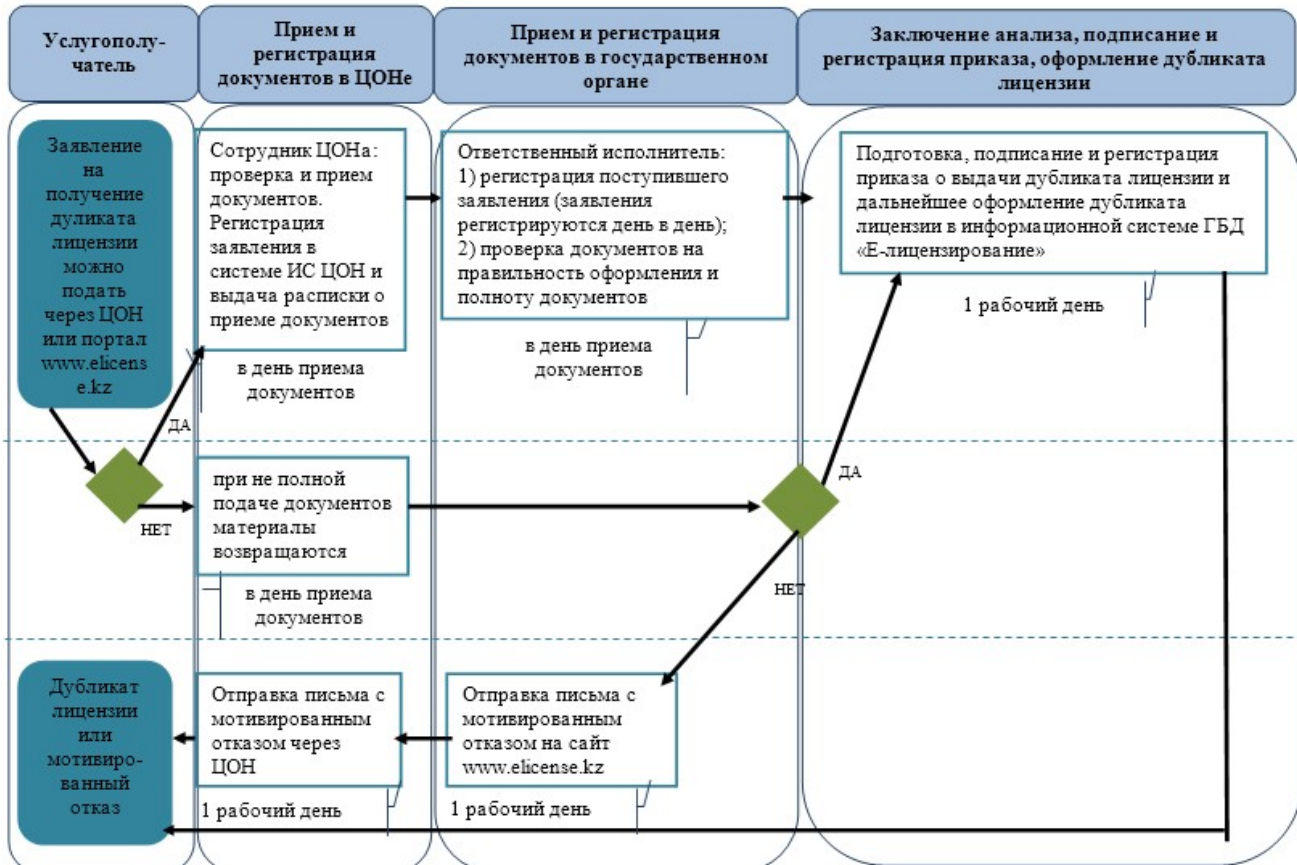 Услугополу-
чатель
Прием и
регистрация
документов в ЦОНе
Прием и регистрация
документов в государственном
органе
Заключение анализа, подписание и
регистрация приказа, оформление дубликата
лицензии
Заявление
на
получение
дуликата
лицензии
можно
подать
через ЦОН
или портал
www.elicens
e.kz
Сотрудник ЦОНа:
проверка и прием
документов.
Регистрация
заявления в
системе ИС ЦОН и
выдача расписки о
приеме документов
Ответственный исполнитель:
1) регистрация поступившего
заявления (заявления
регистрируются день в день);
2) проверка документов на
правильность оформления и
полноту документов
Подготовка, подписание и регистрация
приказа о выдачи дубликата лицензии и
дальнейшее оформление дубликата
лицензии в информационной системе ГБД
«Е-лицензирование»
в день приема
документов
в день приема
документов
1 рабочий день
ДА
НЕТ
при не полной
подаче документов
материалы
возвращаются
в день приема
документов
ДА
НЕТ
Дубликат
лицензии
или
мотивиро-
ванный
отказ
Отправка письма с
мотивированным
отказом через
ЦОН
Отправка письма с
мотивированным
отказом на сайт
www.elicense.kz
1 рабочий день
1 рабочий день